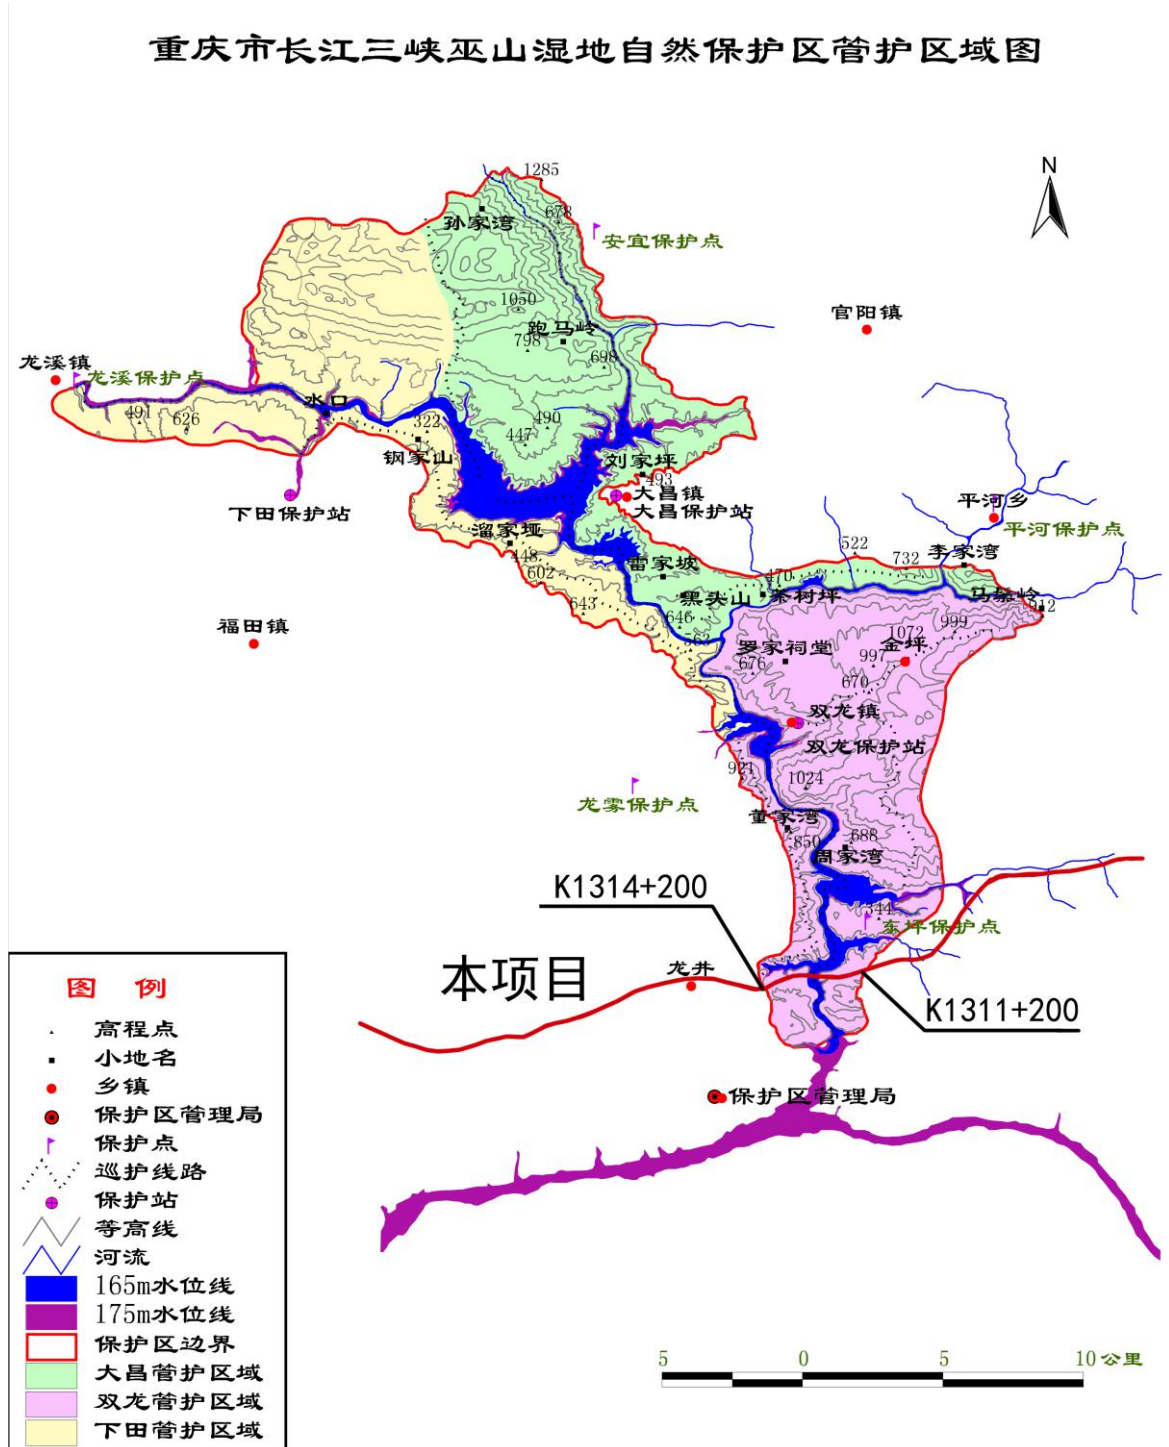 重庆市长江三峡巫山湿地自然保护区管护区域图
N
1285
孙家湾
678
安宜保护点
1050
跑马岭
798
698
官阳镇
龙溪镇
龙溪保护点
水口
491
626
322
490
447
钢家山
刘家坪
493
大昌镇
大昌保护站
下田保护站
平河乡
平河保护点
溜家垭
448
602
雷家坡
522
732
李家湾
470
茶树坪
黑头山
马鬃岭
912
643
646
563
福田镇
罗家祠堂
676
1072
999
金坪
997
670
双龙镇
双龙保护站
921
1024
龙雾保护点
董家湾
850
688
周家湾
K1314+200
344
东坪保护点
本项目
龙井
K1311+200
保护区管理局
图 例
高程点
小地名
乡镇
保护区管理局
保护点
巡护线路
保护站
等高线
河流
165m水位线
175m水位线
保护区边界
大昌管护区域
双龙管护区域
下田管护区域
5 0 5 10 公里